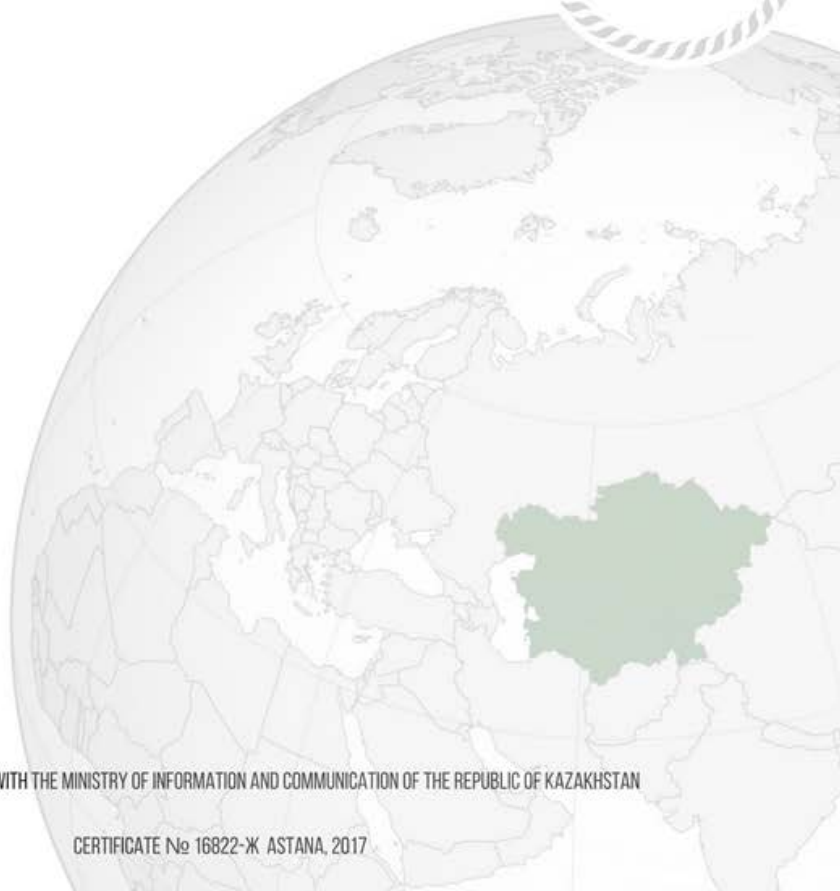 WITH THE MINISTRY OF INFORMATION AND COMMUNICATION OF THE REPUBLIC OF KAZAKHSTAN
CERTIFICATE № 16822-Ж ASTANA, 2017